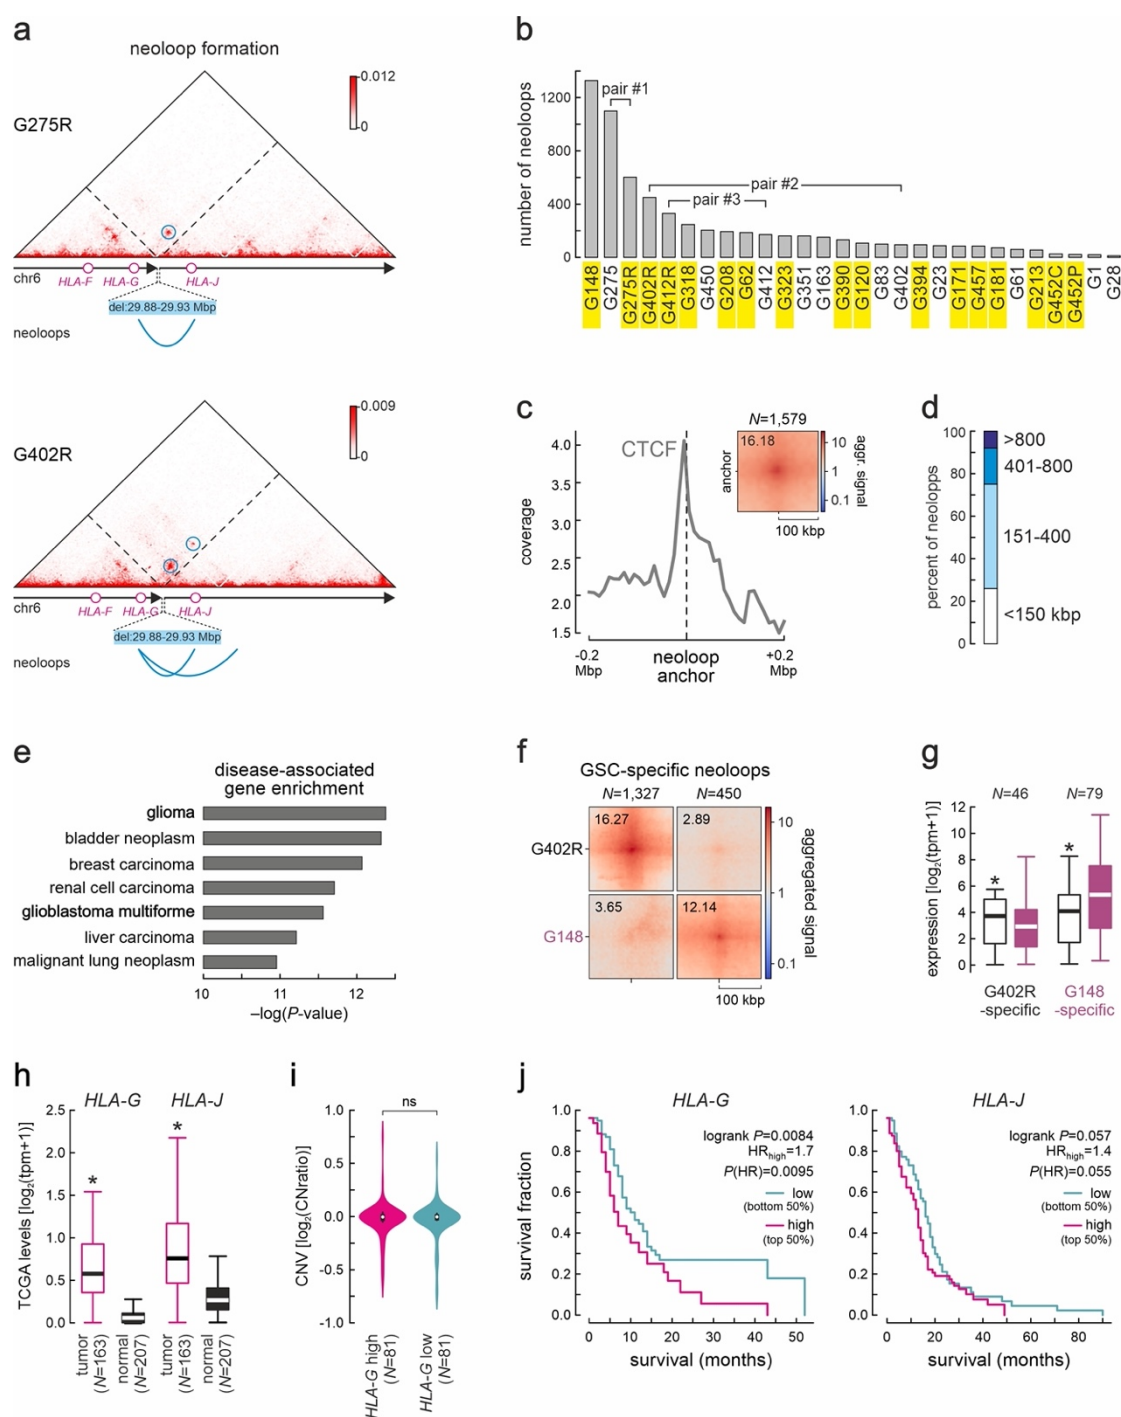 a
neoloop formation
G275R
0.012
0
chr6
HLA-F
HLA-G
HLA-J
del:29.88-29.93 Mbp
neoloops
G402R
0.009
0
chr6
HLA-F
HLA-G
HLA-J
del:29.88-29.93 Mbp
neoloops
b
number of neoloops
1200
800
400
0
pair #1
pair #2
pair #3
G148
G275
G275R
G402R
G412R
G318
G450
G208
G62
G412
G323
G351
G163
G390
G120
G83
G402
G394
G23
G171
G457
G181
G61
G213
G452C
G452P
G1
G28
c
coverage
4.0
3.5
3.0
2.5
2.0
1.5
CTCF
-0.2
Mbp
neoloop
anchor
+0.2
Mbp
N=1,579
16.18
anchor
100 kbp
10
1
0.1
aggr. signal
d
percent of neolopps
100
80
60
40
20
0
>800
401-800
151-400
<150 kbp
e
disease-associated
gene enrichment
glioma
bladder neoplasm
breast carcinoma
renal cell carcinoma
glioblastoma multiforme
liver carcinoma
malignant lung neoplasm
10
11
12
–log(P-value)
f
GSC-specific neoloops
N=1,327
N=450
G402R
16.27
2.89
G148
3.65
12.14
10
1
0.1
aggregated signal
100 kbp
g
expression [log2(tpm+1)]
N=46
N=79
12
10
8
6
4
2
0
*
*
G402R
-specific
G148
-specific
h
HLA-G
HLA-J
TCGA levels [log2(tpm+1)]
2.5
2.0
1.5
1.0
0.5
0.0
*
*
tumor
(N=163)
normal
(N=207)
tumor
(N=163)
normal
(N=207)
i
CNV [log2(CNratio)]
1.0
0.5
0.0
-0.5
-1.0
ns
HLA-G high
(N=81)
HLA-G low
(N=81)
j
HLA-G
survival fraction
1.0
0.8
0.6
0.4
0.2
0.0
logrank P=0.0084
HRhigh=1.7
P(HR)=0.0095
low
(bottom 50%)
high
(top 50%)
0
10
20
30
40
50
survival (months)
HLA-J
1.0
0.8
0.6
0.4
0.2
0.0
logrank P=0.057
HRhigh=1.4
P(HR)=0.055
low
(bottom 50%)
high
(top 50%)
0
20
40
60
80
survival (months)